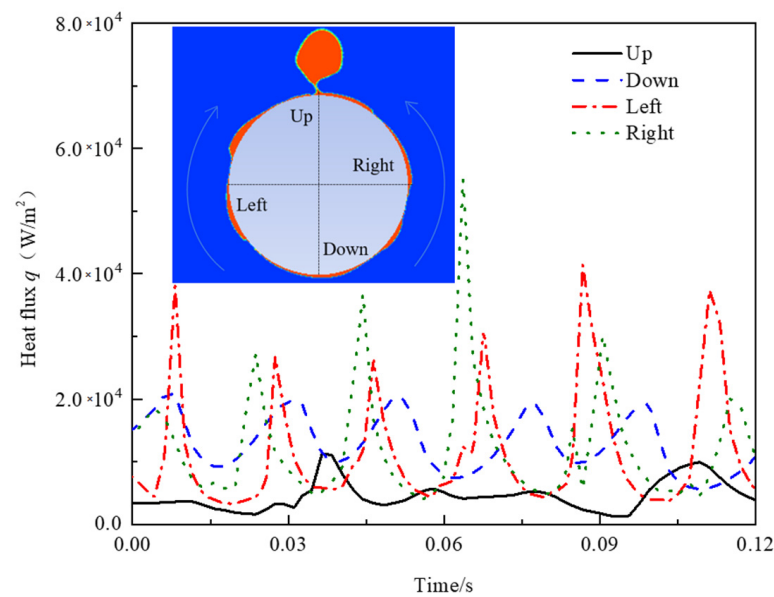 8.0×10⁴
6.0×10⁴
4.0×10⁴
2.0×10⁴
0.0
Heat flux q（W/m²）
Up
Right
Left
Down
Up
Down
Left
Right
0.00 0.03 0.06 0.09 0.12
Time/s